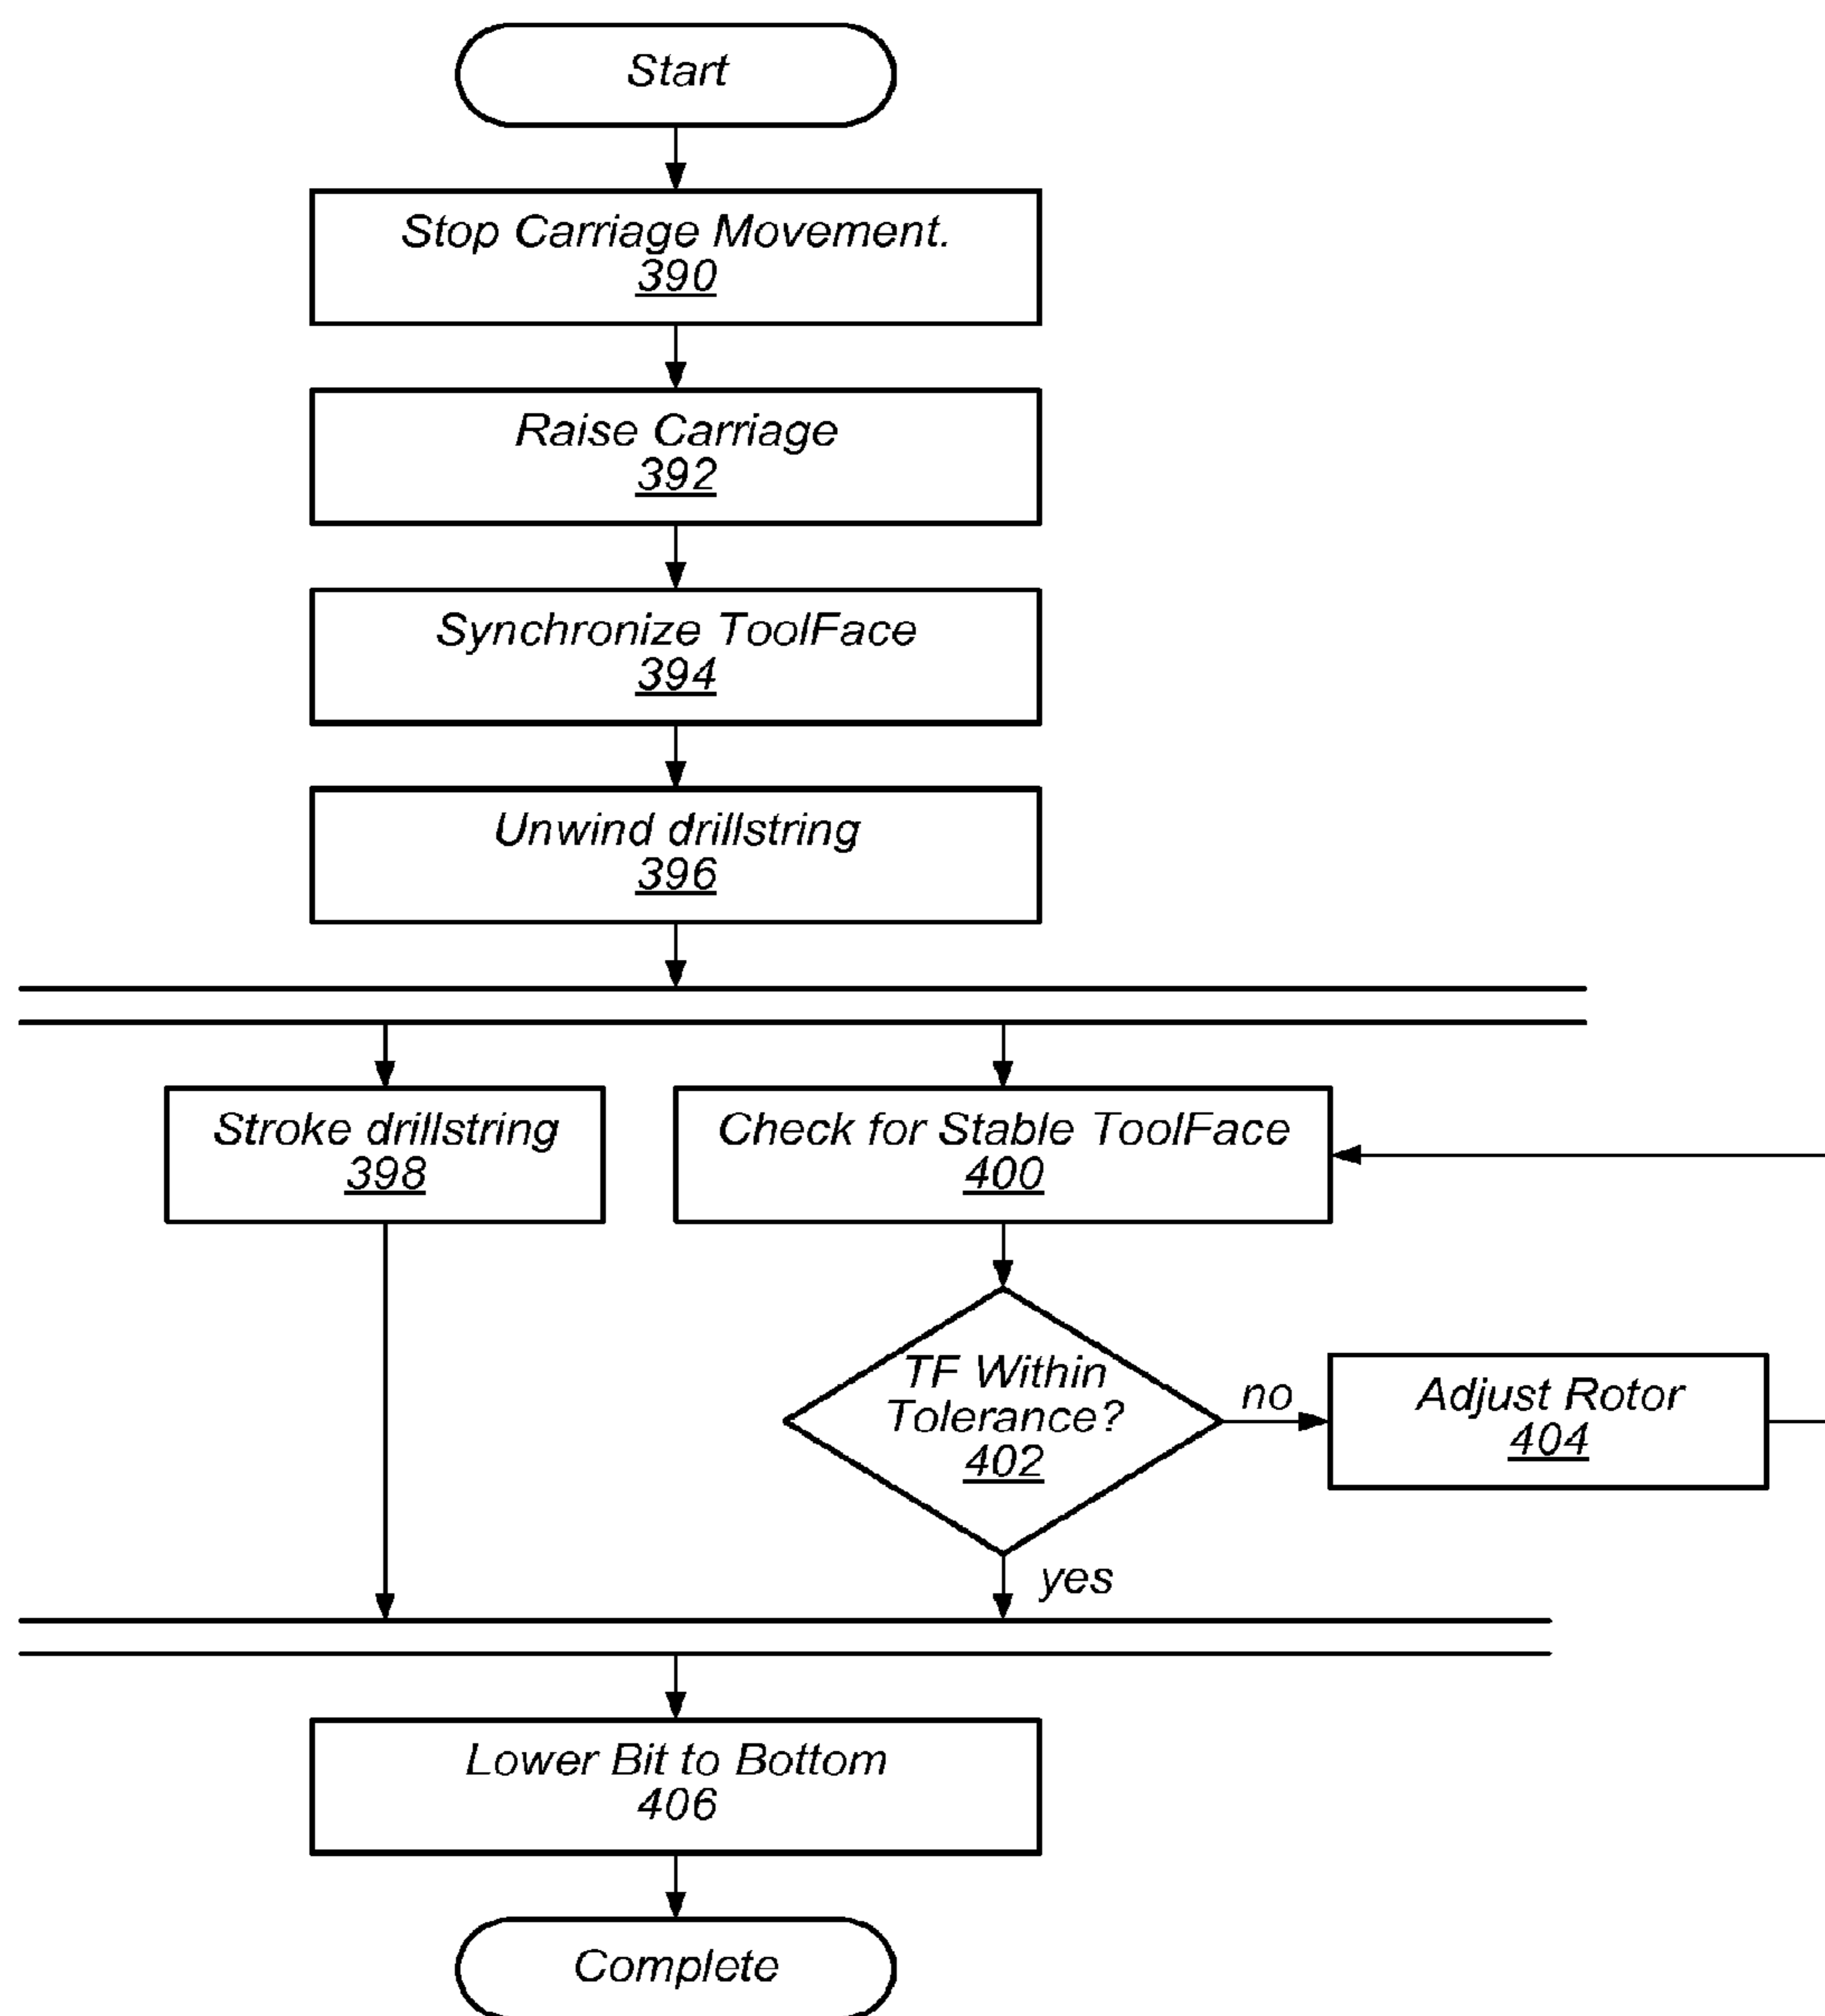 Start
Stop Carriage Movement.
390
Raise Carriage
392
Synchronize ToolFace
394
Unwind drillstring
396
Stroke drillstring
398
Check for Stable ToolFace
400
TF Within
Tolerance?
402
no
Adjust Rotor
404
yes
Lower Bit to Bottom
406
Complete